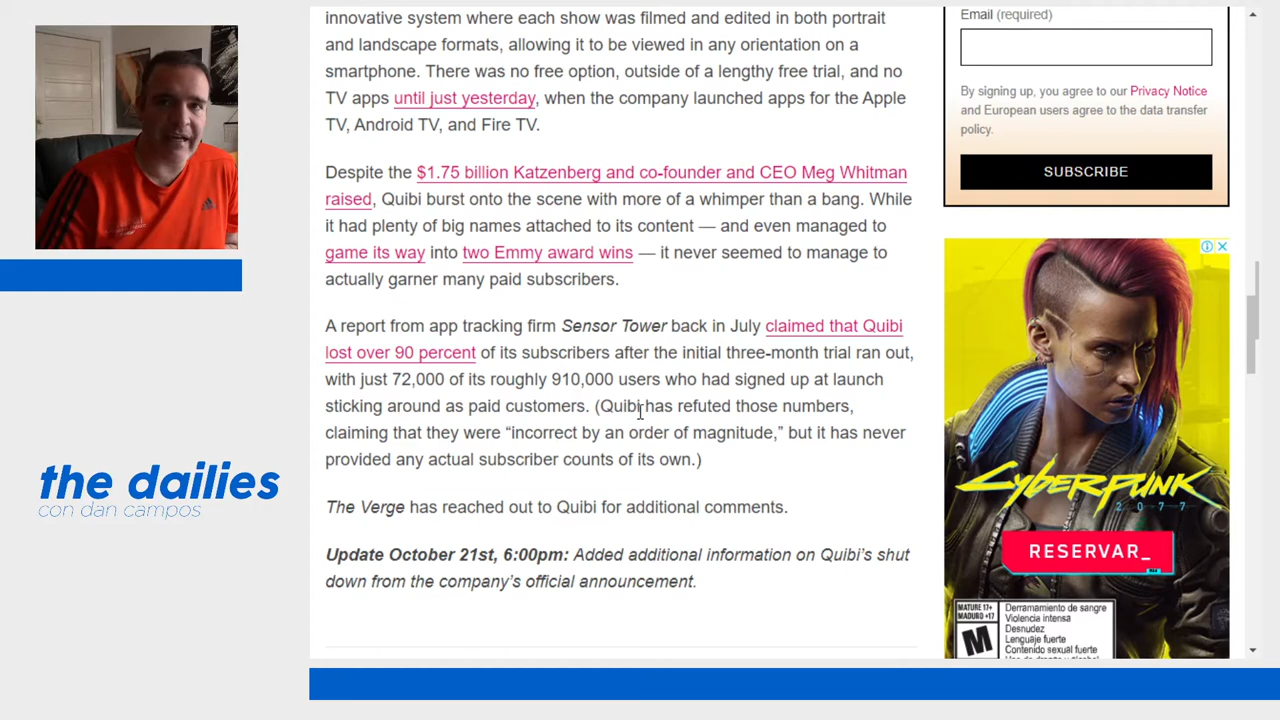 innovative system where each show was filmed and edited in both portrait
and landscape formats, allowing it to be viewed in any orientation on a
smartphone. There was no free option, outside of a lengthy free trial, and no
TV apps until just yesterday, when the company launched apps for the Apple
TV, Android TV, and Fire TV.
Despite the $1.75 billion Katzenberg and co-founder and CEO Meg Whitman
raised, Quibi burst onto the scene with more of a whimper than a bang. While
it had plenty of big names attached to its content — and even managed to
game its way into two Emmy award wins — it never seemed to manage to
actually garner many paid subscribers.
A report from app tracking firm Sensor Tower back in July claimed that Quibi
lost over 90 percent of its subscribers after the initial three-month trial ran out,
with just 72,000 of its roughly 910,000 users who had signed up at launch
sticking around as paid customers. (Quibi has refuted those numbers,
claiming that they were “incorrect by an order of magnitude,” but it has never
provided any actual subscriber counts of its own.)
The Verge has reached out to Quibi for additional comments.
Update October 21st, 6:00pm: Added additional information on Quibi’s shut
down from the company’s official announcement.
Email (required)
By signing up, you agree to our Privacy Notice
and European users agree to the data transfer
policy.
SUBSCRIBE
Cyberpunk
2077
RESERVAR_
MATURE 17+
MADURO +17
M
Derramamiento de sangre
Violencia intensa
Desnudez
Lenguaje fuerte
Contenido sexual fuerte
the dailies
con dan campos